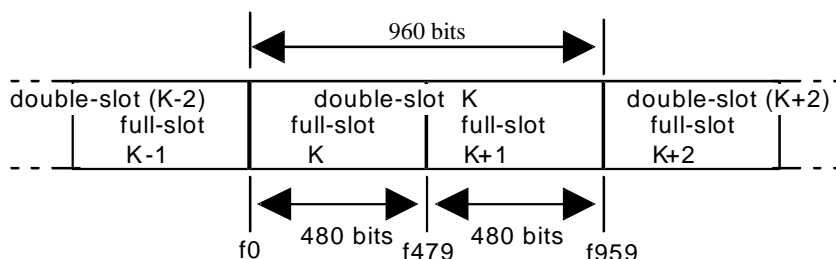 960 bits
double-slot (K-2) double-slot K double-slot (K+2)
full-slot full-slot full-slot full-slot
K-1 K K+1 K+2
480 bits 480 bits
f0 f479 f959